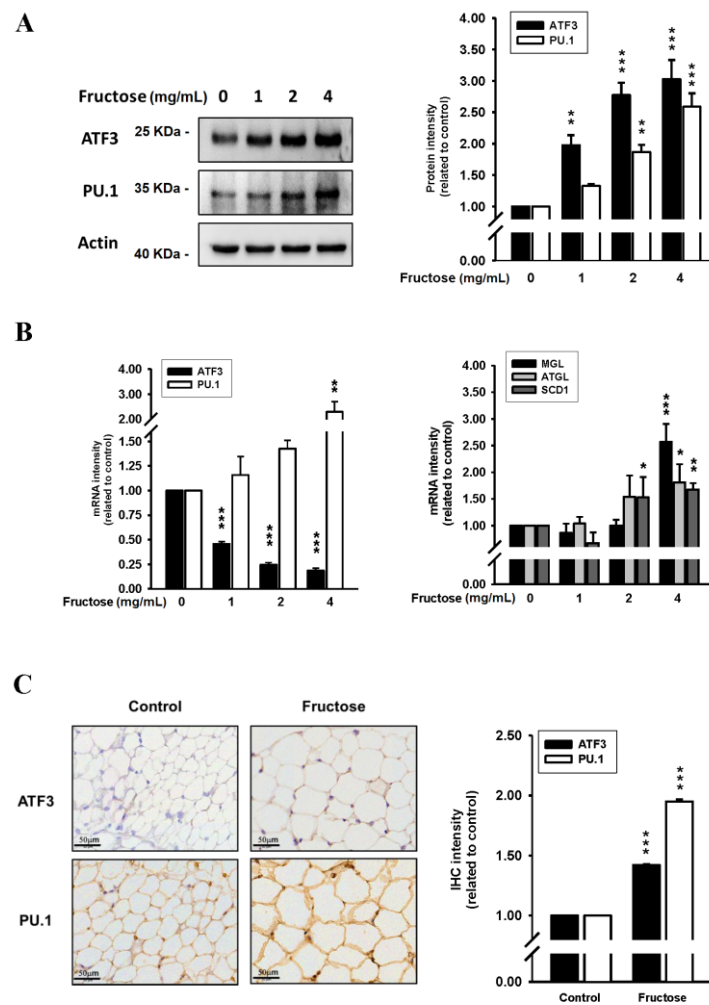 A
Fructose (mg/mL) 0 1 2 4
ATF3 25 KDa -
PU.1 35 KDa -
Actin 40 KDa -
ATF3
PU.1
Protein intensity
(related to control)
4.00
3.50
3.00
2.50
2.00
1.50
1.00
0.00
** *** ** *** ***
Fructose (mg/mL) 0 1 2 4
B
ATF3
PU.1
mRNA intensity
(related to control)
4.00
3.00
2.00
1.50
1.00
0.75
0.50
0.25
0.00
*** *** *** **
Fructose (mg/mL) 0 1 2 4
MGL
ATGL
SCD1
mRNA intensity
(related to control)
4.00
3.50
3.00
2.50
2.00
1.50
1.00
0.00
* *** * **
Fructose (mg/mL) 0 1 2 4
C
Control Fructose
ATF3
50μm 50μm
PU.1
50μm 50μm
ATF3
PU.1
IHC intensity
(related to control)
2.50
2.00
1.50
1.00
0.00
*** ***
Control Fructose